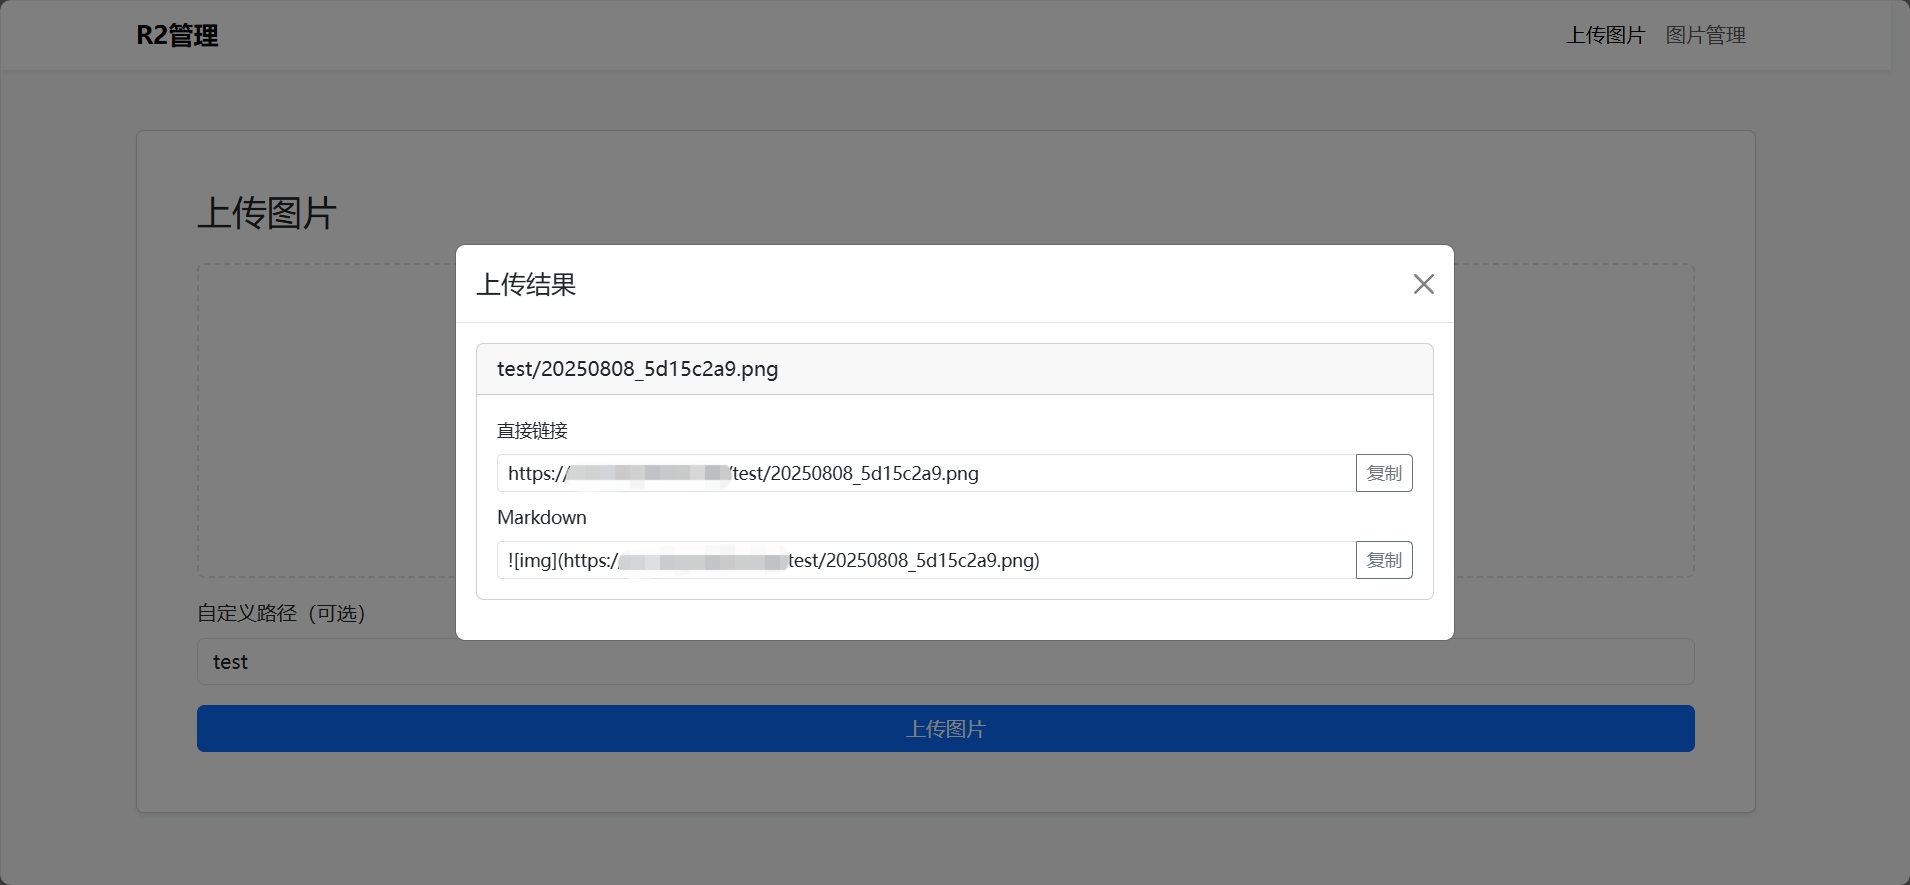 R2管理
上传图片 图片管理
上传图片
上传结果
test/20250808_5d15c2a9.png
直接链接
https:// /test/20250808_5d15c2a9.png 复制
Markdown
![img](https:/ test/20250808_5d15c2a9.png) 复制
自定义路径（可选）
test
上传图片